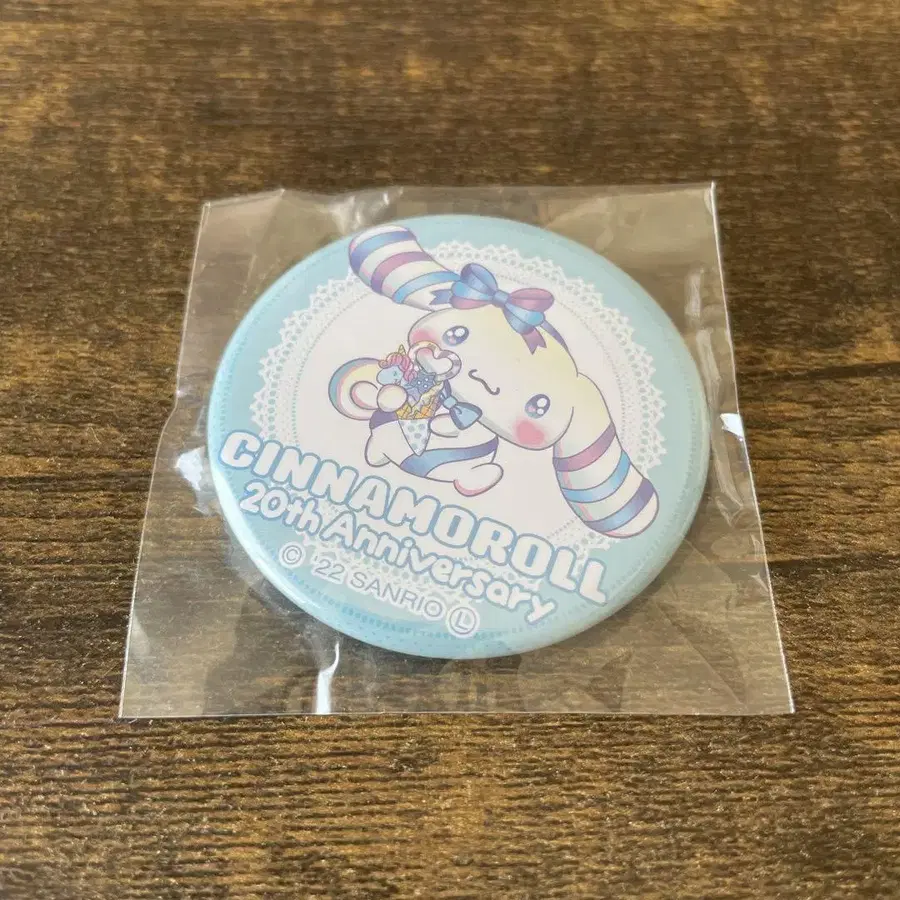 CINNAMOROLL
20th Anniversary
© '22 SANRIO Ⓛ